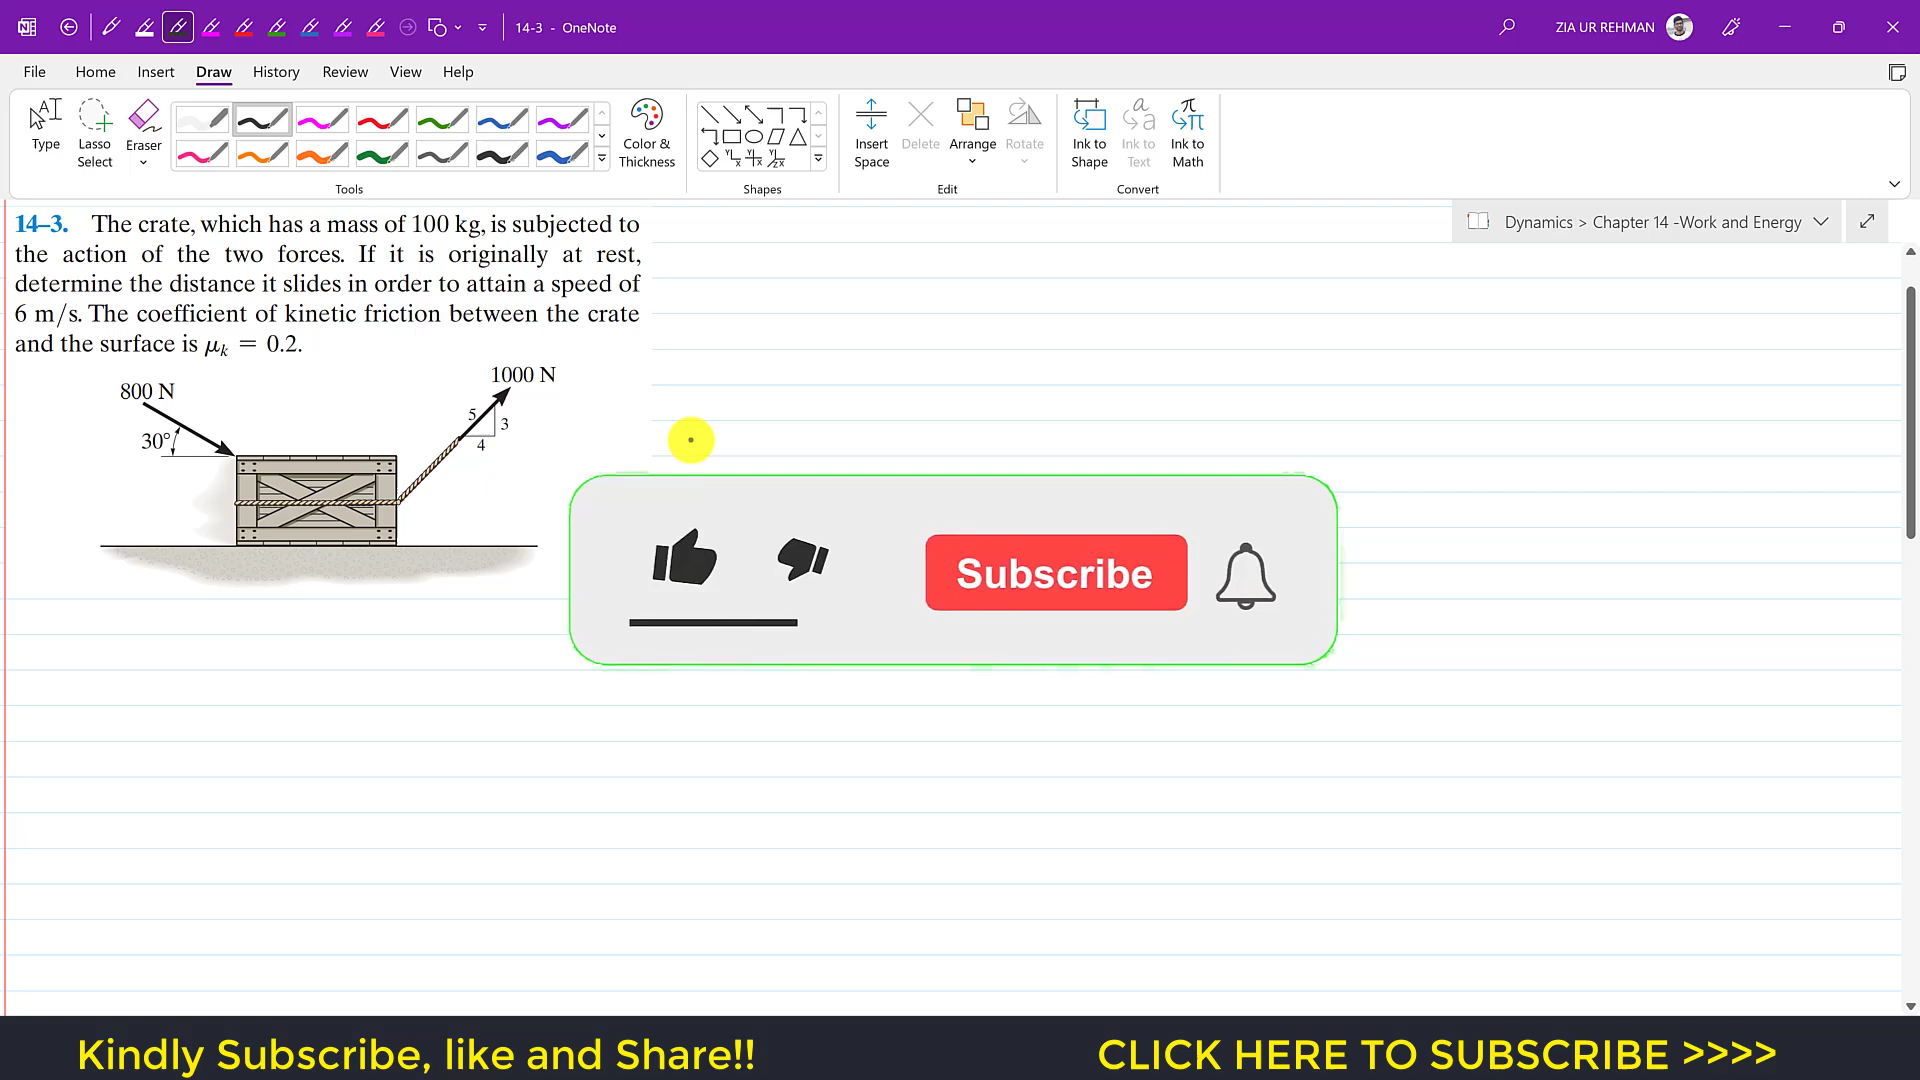 14-3 - OneNote
ZIA UR REHMAN
File Home Insert Draw History Review View Help
Type
Lasso Select
Eraser
Color & Thickness
Insert Space
Delete
Arrange
Rotate
Ink to Shape
Ink to Text
Ink to Math
Tools
Shapes
Edit
Convert
Dynamics > Chapter 14 -Work and Energy
14–3. The crate, which has a mass of 100 kg, is subjected to
the action of the two forces. If it is originally at rest,
determine the distance it slides in order to attain a speed of
6 m/s. The coefficient of kinetic friction between the crate
and the surface is μk = 0.2.
1000 N
800 N
5
3
30°
4
Subscribe
Kindly Subscribe, like and Share!!
CLICK HERE TO SUBSCRIBE >>>>